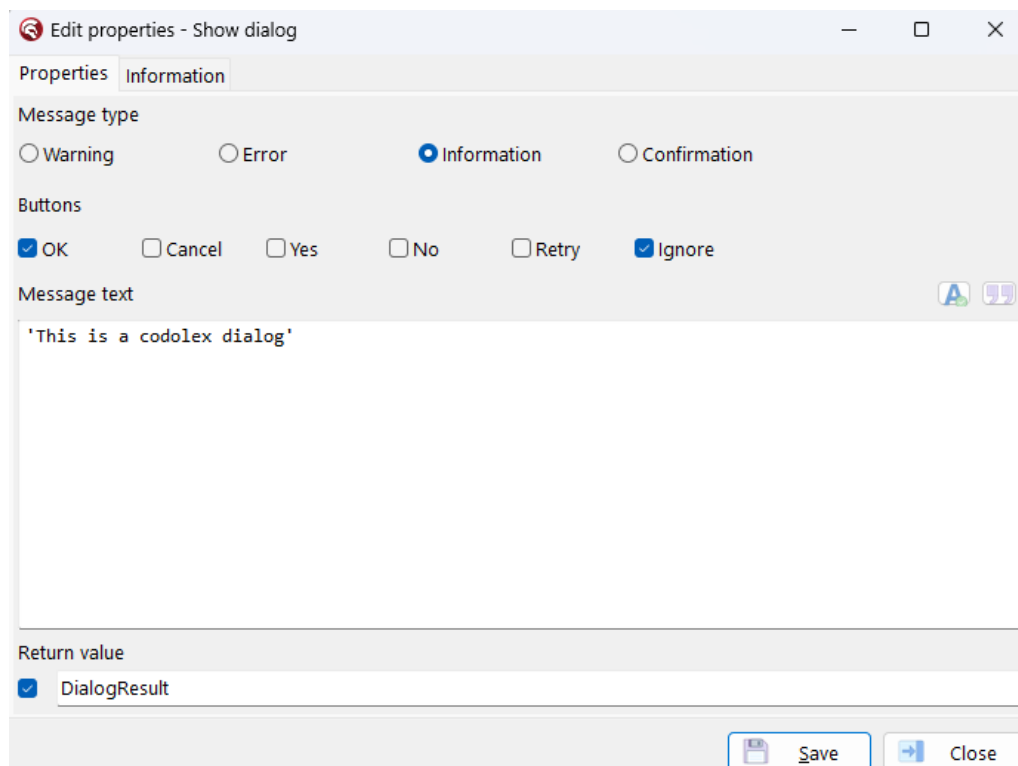 Edit properties - Show dialog
Properties Information
Message type
Warning Error Information Confirmation
Buttons
OK Cancel Yes No Retry Ignore
Message text
'This is a codolex dialog'
Return value
DialogResult
Save Close